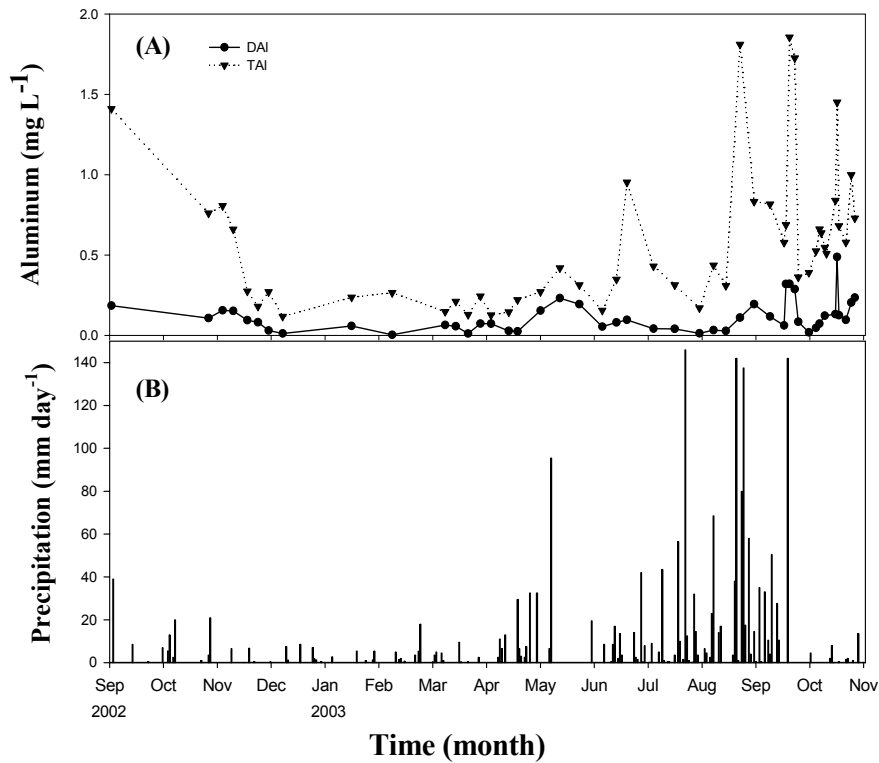 (A)
DAI
TAI
Aluminum (mg L-1)
2.0
1.5
1.0
0.5
0.0
(B)
Precipitation (mm day-1)
140
120
100
80
60
40
20
0
Sep Oct Nov Dec Jan Feb Mar Apr May Jun Jul Aug Sep Oct Nov
2002 2003
Time (month)